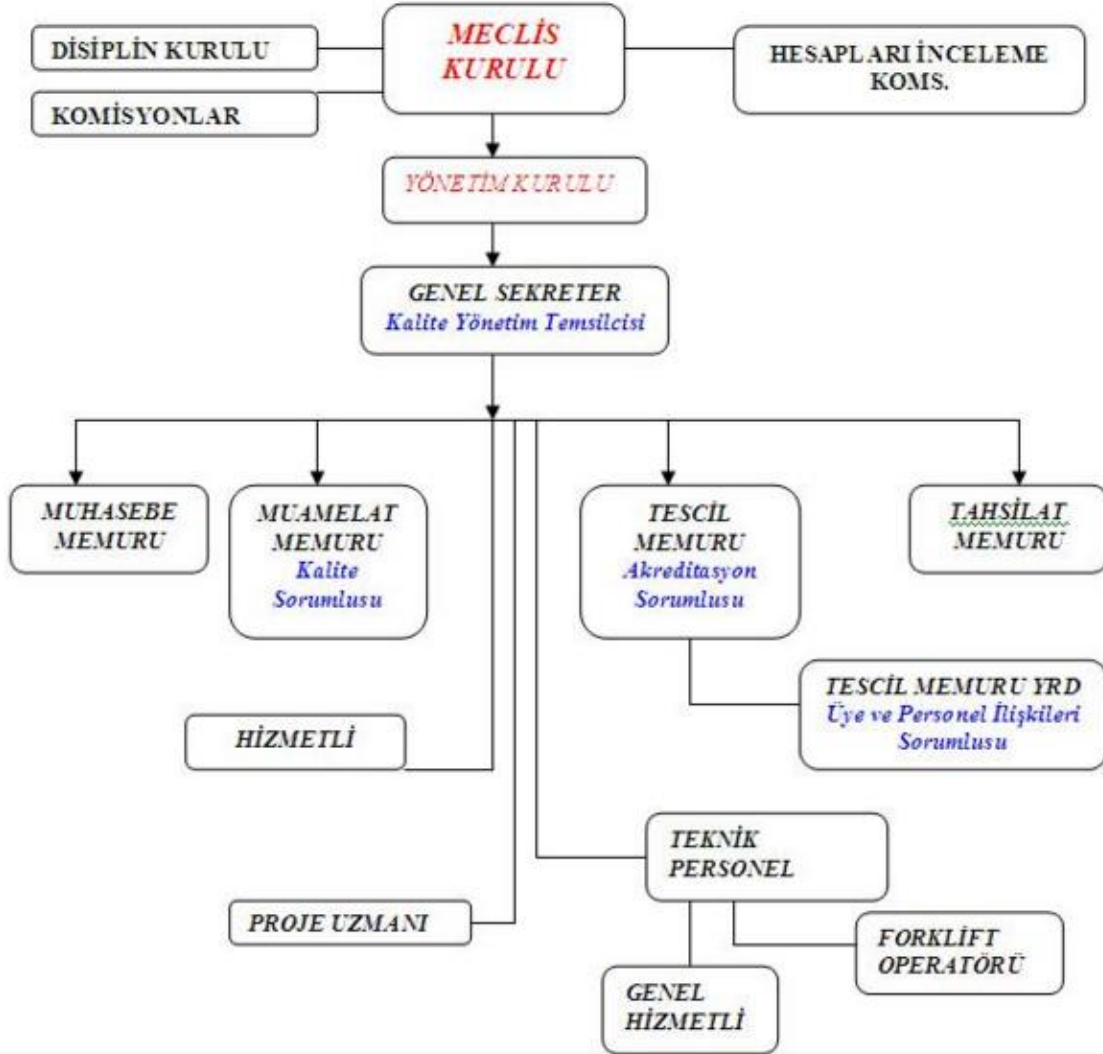 DİSİPLİN KURULU
MECLİS
KURULU
HESAPLARI İNCELEME
KOMS.
KOMİSYONLAR
YÖNETİM KURULU
GENEL SEKRETER
Kalite Yönetim Temsilcisi
MUHASEBE
MEMURU
MUAMELAT
MEMURU
Kalite
Sorumlusu
TESCİL
MEMURU
Akreditasyon
Sorumlusu
TAHSİLAT
MEMURU
TESCİL MEMURU YRD
Üye ve Personel İlişkileri
Sorumlusu
HİZMETLİ
TEKNİK
PERSONEL
PROJE UZMANI
FORKLİFT
OPERATÖRÜ
GENEL
HİZMETLİ